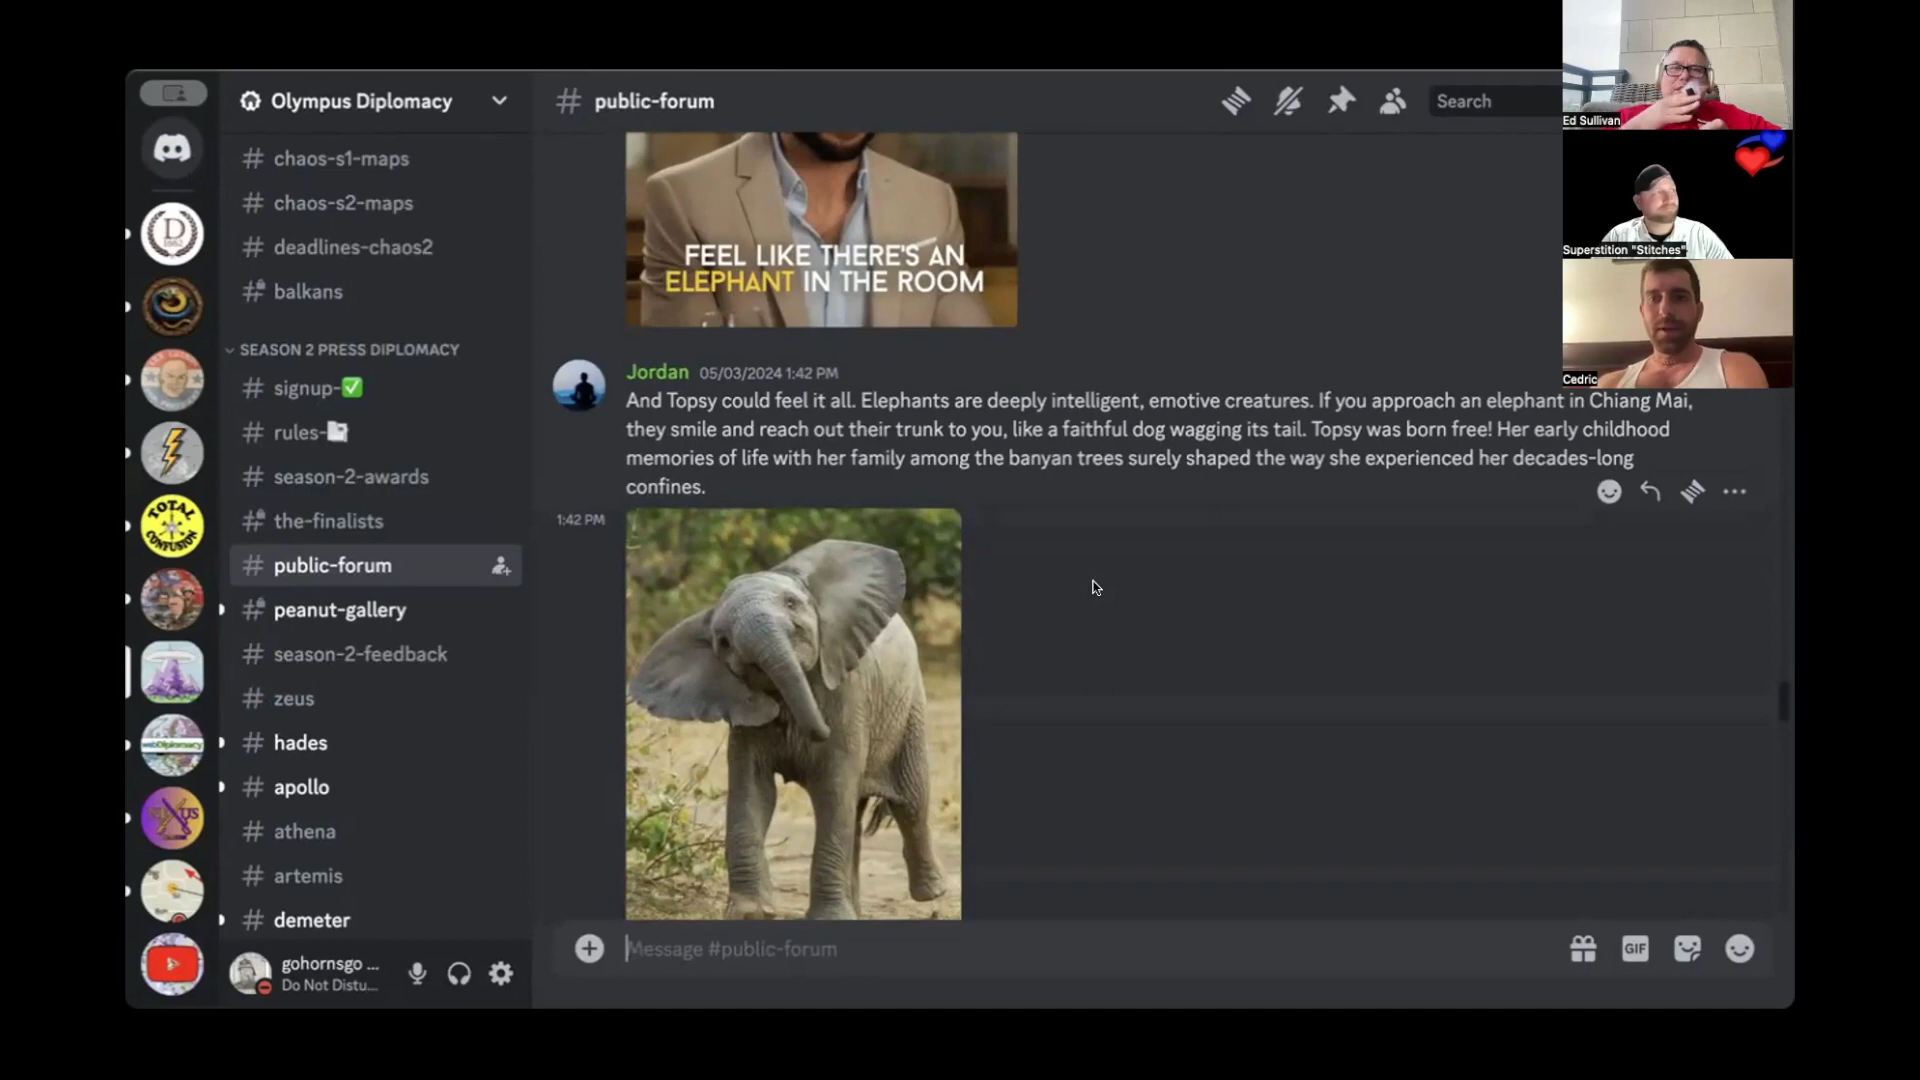 Olympus Diplomacy
# public-forum
Search
Ed Sullivan
Superstition "Stitches"
Cedric
# chaos-s1-maps
# chaos-s2-maps
# deadlines-chaos2
# balkans
SEASON 2 PRESS DIPLOMACY
# signup-✅
# rules-
# season-2-awards
# the-finalists
# public-forum
# peanut-gallery
# season-2-feedback
# zeus
# hades
# apollo
# athena
# artemis
# demeter
gohornsgo ...
Do Not Distu...
D
TOTAL
CONFUSION
webDiplomacy
FEEL LIKE THERE'S AN
ELEPHANT IN THE ROOM
Jordan 05/03/2024 1:42 PM
And Topsy could feel it all. Elephants are deeply intelligent, emotive creatures. If you approach an elephant in Chiang Mai,
they smile and reach out their trunk to you, like a faithful dog wagging its tail. Topsy was born free! Her early childhood
memories of life with her family among the banyan trees surely shaped the way she experienced her decades-long
confines.
1:42 PM
Message #public-forum
GIF